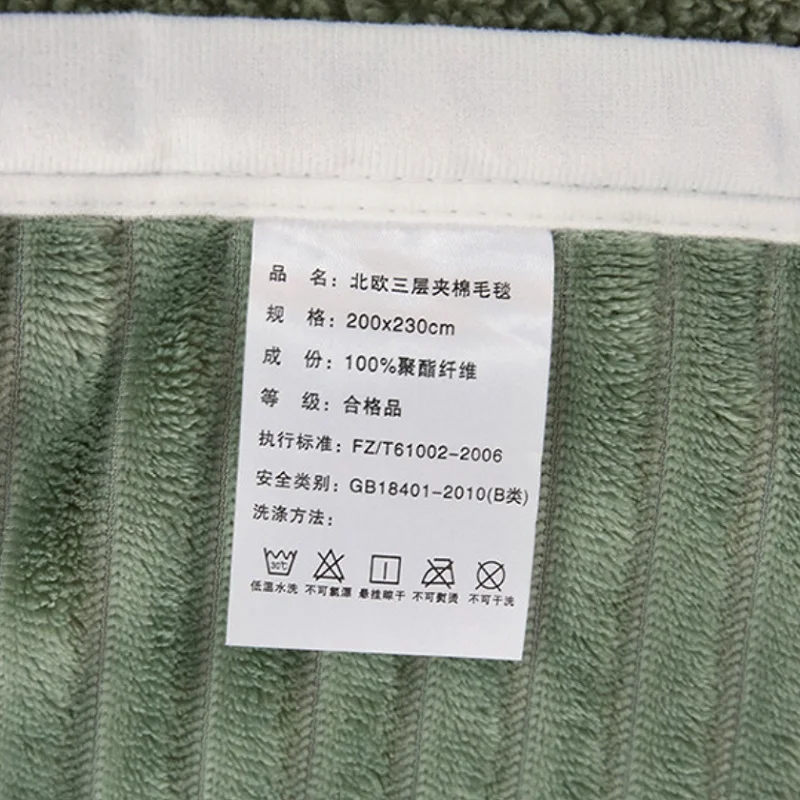 品 名：北欧三层夹棉毛毯
规 格：200x230cm
成 份：100%聚酯纤维
等 级：合格品
执行标准：FZ/T61002-2006
安全类别：GB18401-2010(B类)
洗涤方法：
30℃
低温水洗 不可氯漂 悬挂晾干 不可熨烫 不可干洗